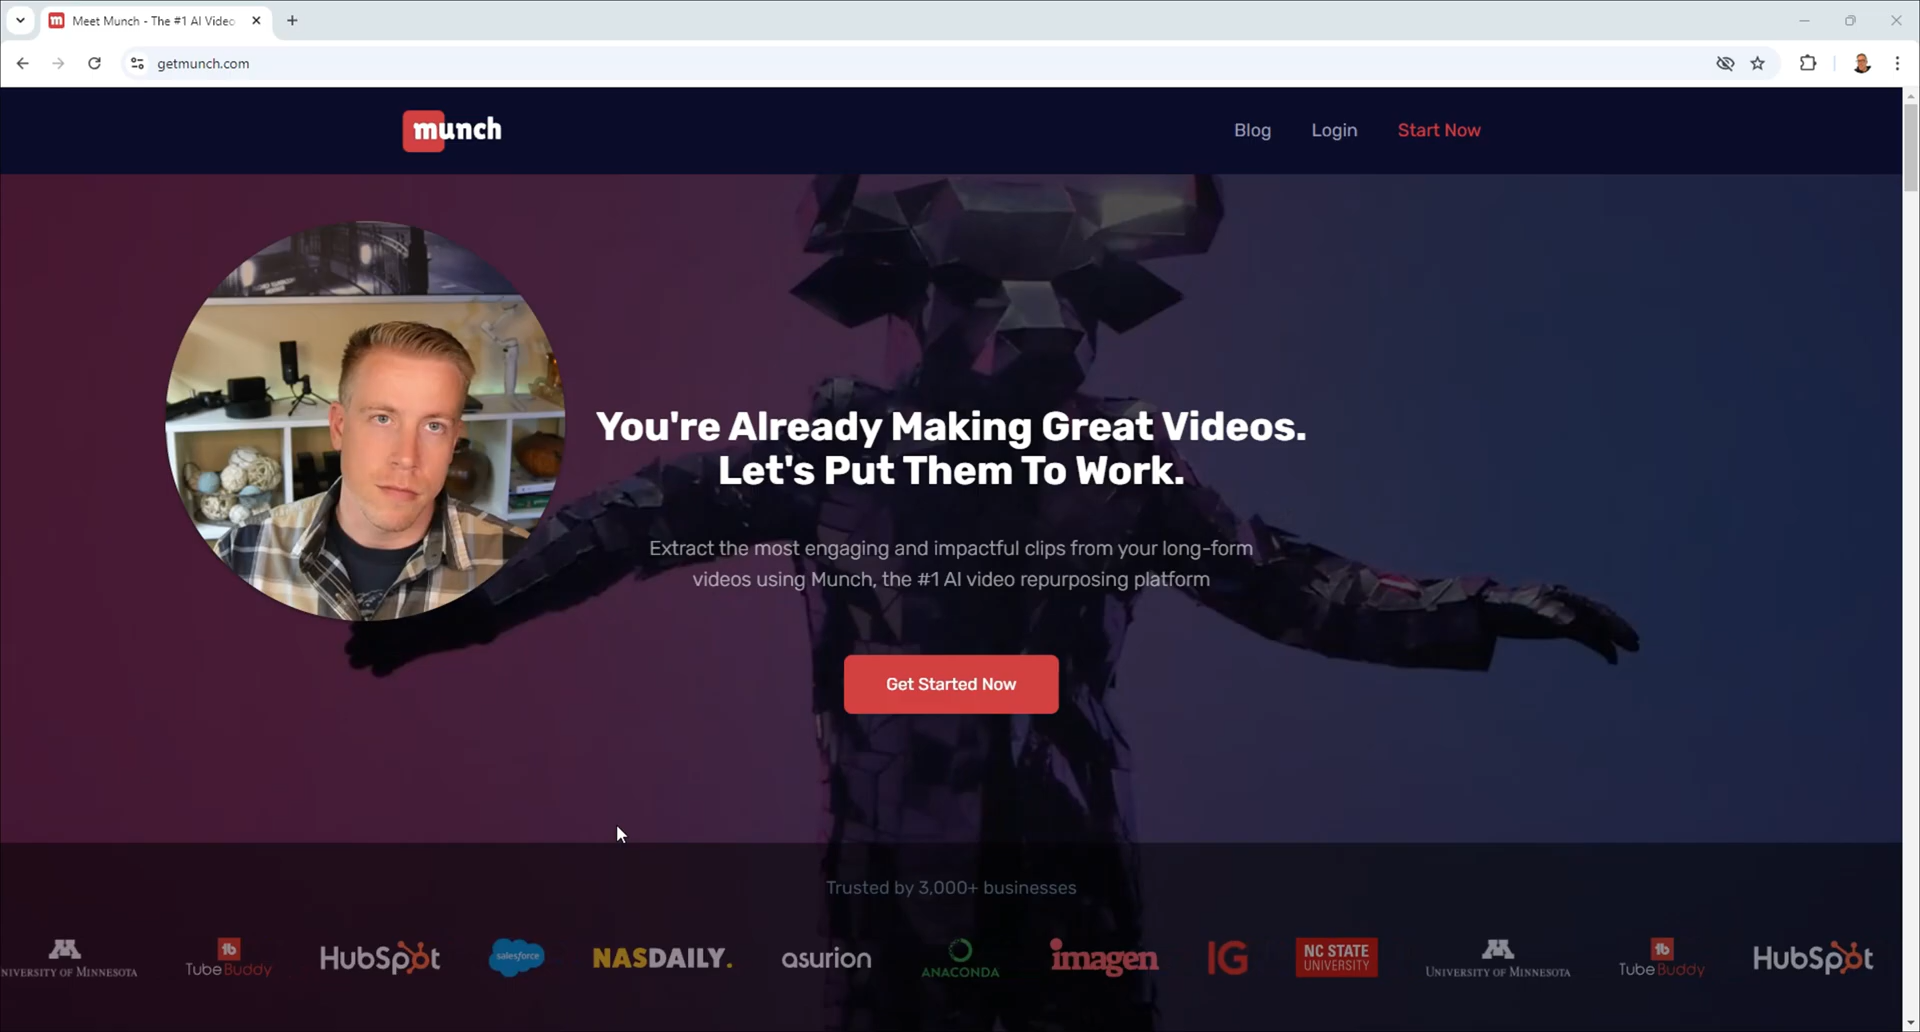 Meet Munch - The #1 AI Video
getmunch.com
munch
Blog
Login
Start Now
You're Already Making Great Videos.
Let's Put Them To Work.
Extract the most engaging and impactful clips from your long-form
videos using Munch, the #1 AI video repurposing platform
Get Started Now
Trusted by 3,000+ businesses
NIVERSITY OF MINNESOTA
tb
TubeBuddy
HubSpot
salesforce
NASDAILY.
asurion
ANACONDA
imagen
IG
NC STATE
UNIVERSITY
UNIVERSITY OF MINNESOTA
tb
TubeBuddy
HubSpot